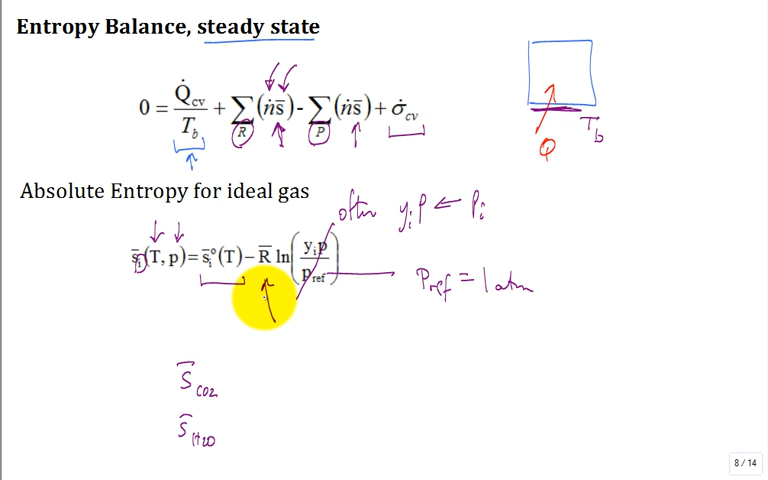 Entropy Balance, steady state
0 = Q̇cv/Tb + ∑R(ṅs̄) - ∑P(ṅs̄) + σ̇cv
Tb
Q
Absolute Entropy for ideal gas
often yiP ← Pi
s̄i(T, p) = s̄i°(T) − R̄ ln(yip/pref)
Pref = 1 atm
S̄CO2
S̄H2O
8 / 14